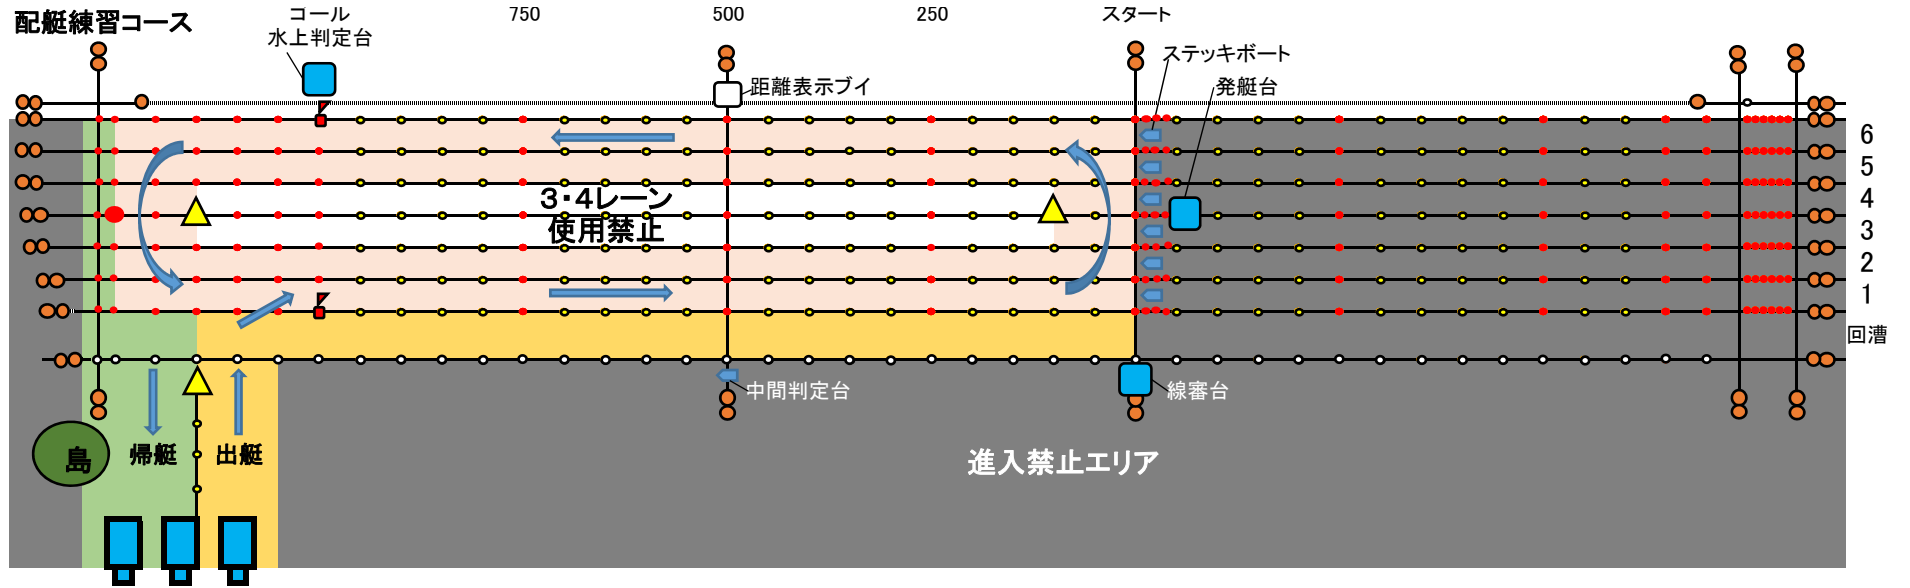 配艇練習コース
ゴール
水上判定台
750
500
250
スタート
ステッキボート
発艇台
距離表示ブイ
3・4レーン
使用禁止
6
5
4
3
2
1
回漕
中間判定台
線審台
島
帰艇
出艇
進入禁止エリア